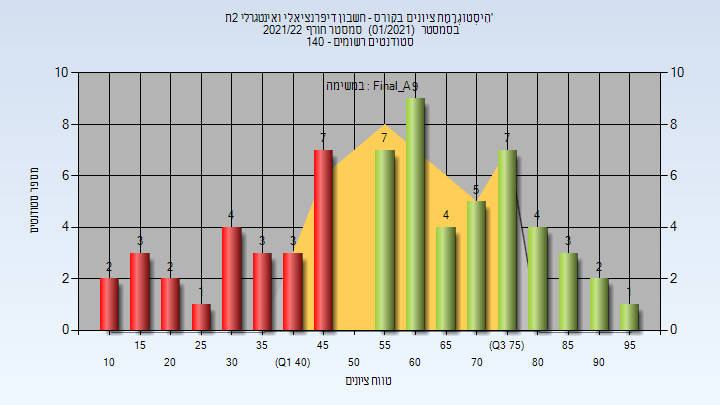 הִיסְטוֹגְרָמַת ציונים בקורס - חשבון דיפרנציאלי ואינטגרלי 2ח'
בסמסטר (01/2021) סמסטר חורף 2021/22
סטודנטים רשומים - 140
במשימה : Final_A
מספר סטודנטים
10 10
8 8
6 6
4 4
2 2
0 0
2 3 2 1 4 3 3 7 7 9 4 5 7 4 3 2 1
15 25 35 45 55 65 (Q3 75) 85 95
10 20 30 (Q1 40) 50 60 70 80 90
טווח ציונים